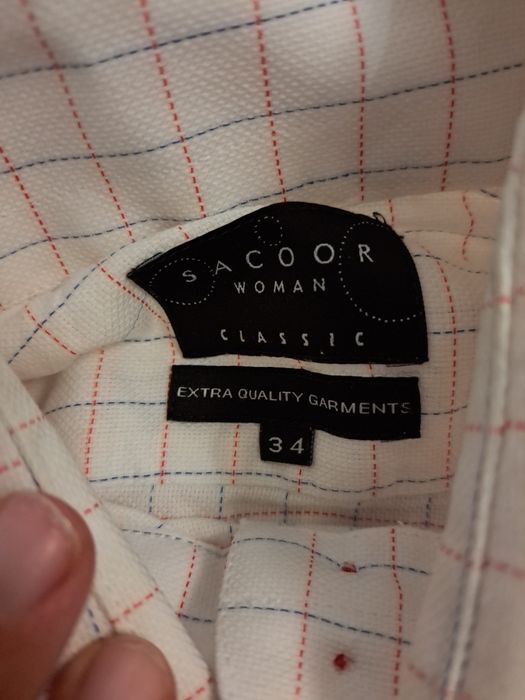 SACOOR
WOMAN
CLASSIC
EXTRA QUALITY GARMENTS
34